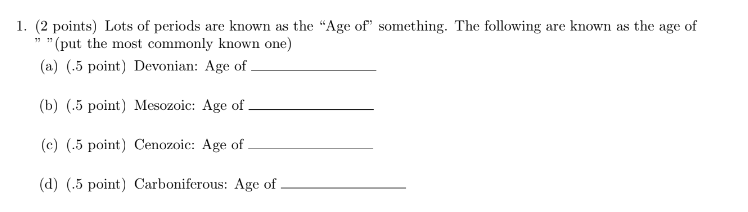 1. (2 points) Lots of periods are known as the “Age of” something. The following are known as the age of
” ”(put the most commonly known one)
(a) (.5 point) Devonian: Age of
(b) (.5 point) Mesozoic: Age of
(c) (.5 point) Cenozoic: Age of
(d) (.5 point) Carboniferous: Age of